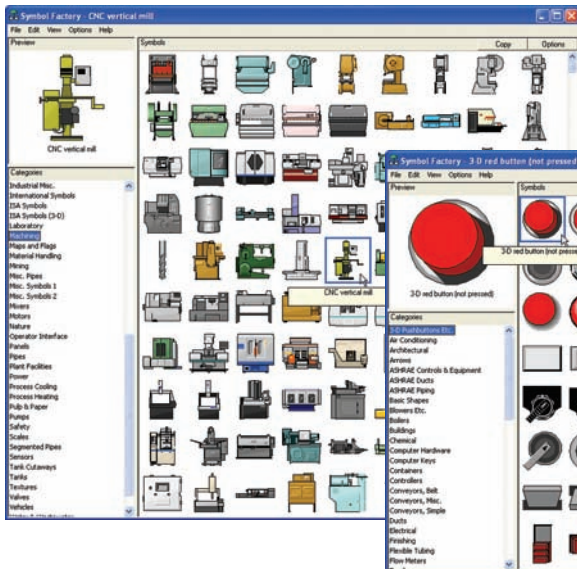 Symbol Factory - CNC vertical mill
File Edit View Options Help
Preview
Symbols
Copy
Options
CNC vertical mill
Categories
Industrial Misc.
International Symbols
ISA Symbols
ISA Symbols (3-D)
Laboratory
Machining
Maps and Flags
Material Handling
Mining
Misc. Pipes
Misc. Symbols 1
Misc. Symbols 2
Mixers
Motors
Nature
Operator Interface
Panels
Pipes
Plant Facilities
Power
Process Cooling
Process Heating
Pulp & Paper
Pumps
Safety
Scales
Segmented Pipes
Sensors
Tank Cutaways
Tanks
Textures
Valves
Vehicles
CNC vertical mill
Symbol Factory - 3-D red button (not pressed)
File Edit View Options Help
Preview
Symbols
3-D red button (not pressed)
3-D red button (not presse
Categories
3-D Pushbuttons Etc.
Air Conditioning
Architectural
Arrows
ASHRAE Controls & Equipment
ASHRAE Ducts
ASHRAE Piping
Basic Shapes
Blowers Etc.
Boilers
Buildings
Chemical
Computer Hardware
Computer Keys
Containers
Controllers
Conveyors, Belt
Conveyors, Misc.
Conveyors, Simple
Ducts
Electrical
Finishing
Flexible Tubing
Flow Meters